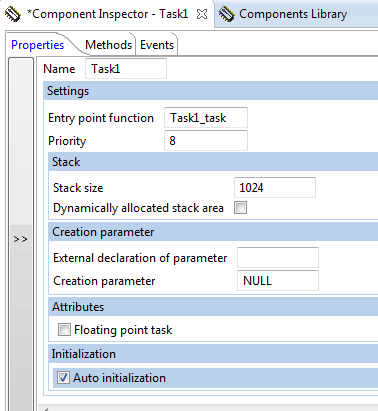 *Component Inspector - Task1 Components Library
Properties Methods Events
Name Task1
Settings
Entry point function Task1_task
Priority 8
Stack
Stack size 1024
Dynamically allocated stack area
>>
Creation parameter
External declaration of parameter
Creation parameter NULL
Attributes
Floating point task
Initialization
Auto initialization